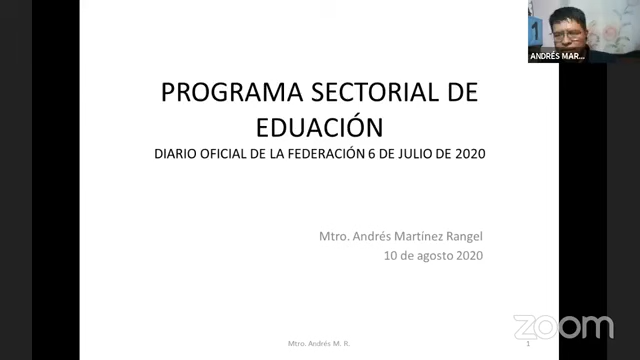 1
ANDRÉS MAR...
PROGRAMA SECTORIAL DE
EDUACIÓN
DIARIO OFICIAL DE LA FEDERACIÓN 6 DE JULIO DE 2020
Mtro. Andrés Martínez Rangel
10 de agosto 2020
zoom
Mtro. Andrés M. R.
1